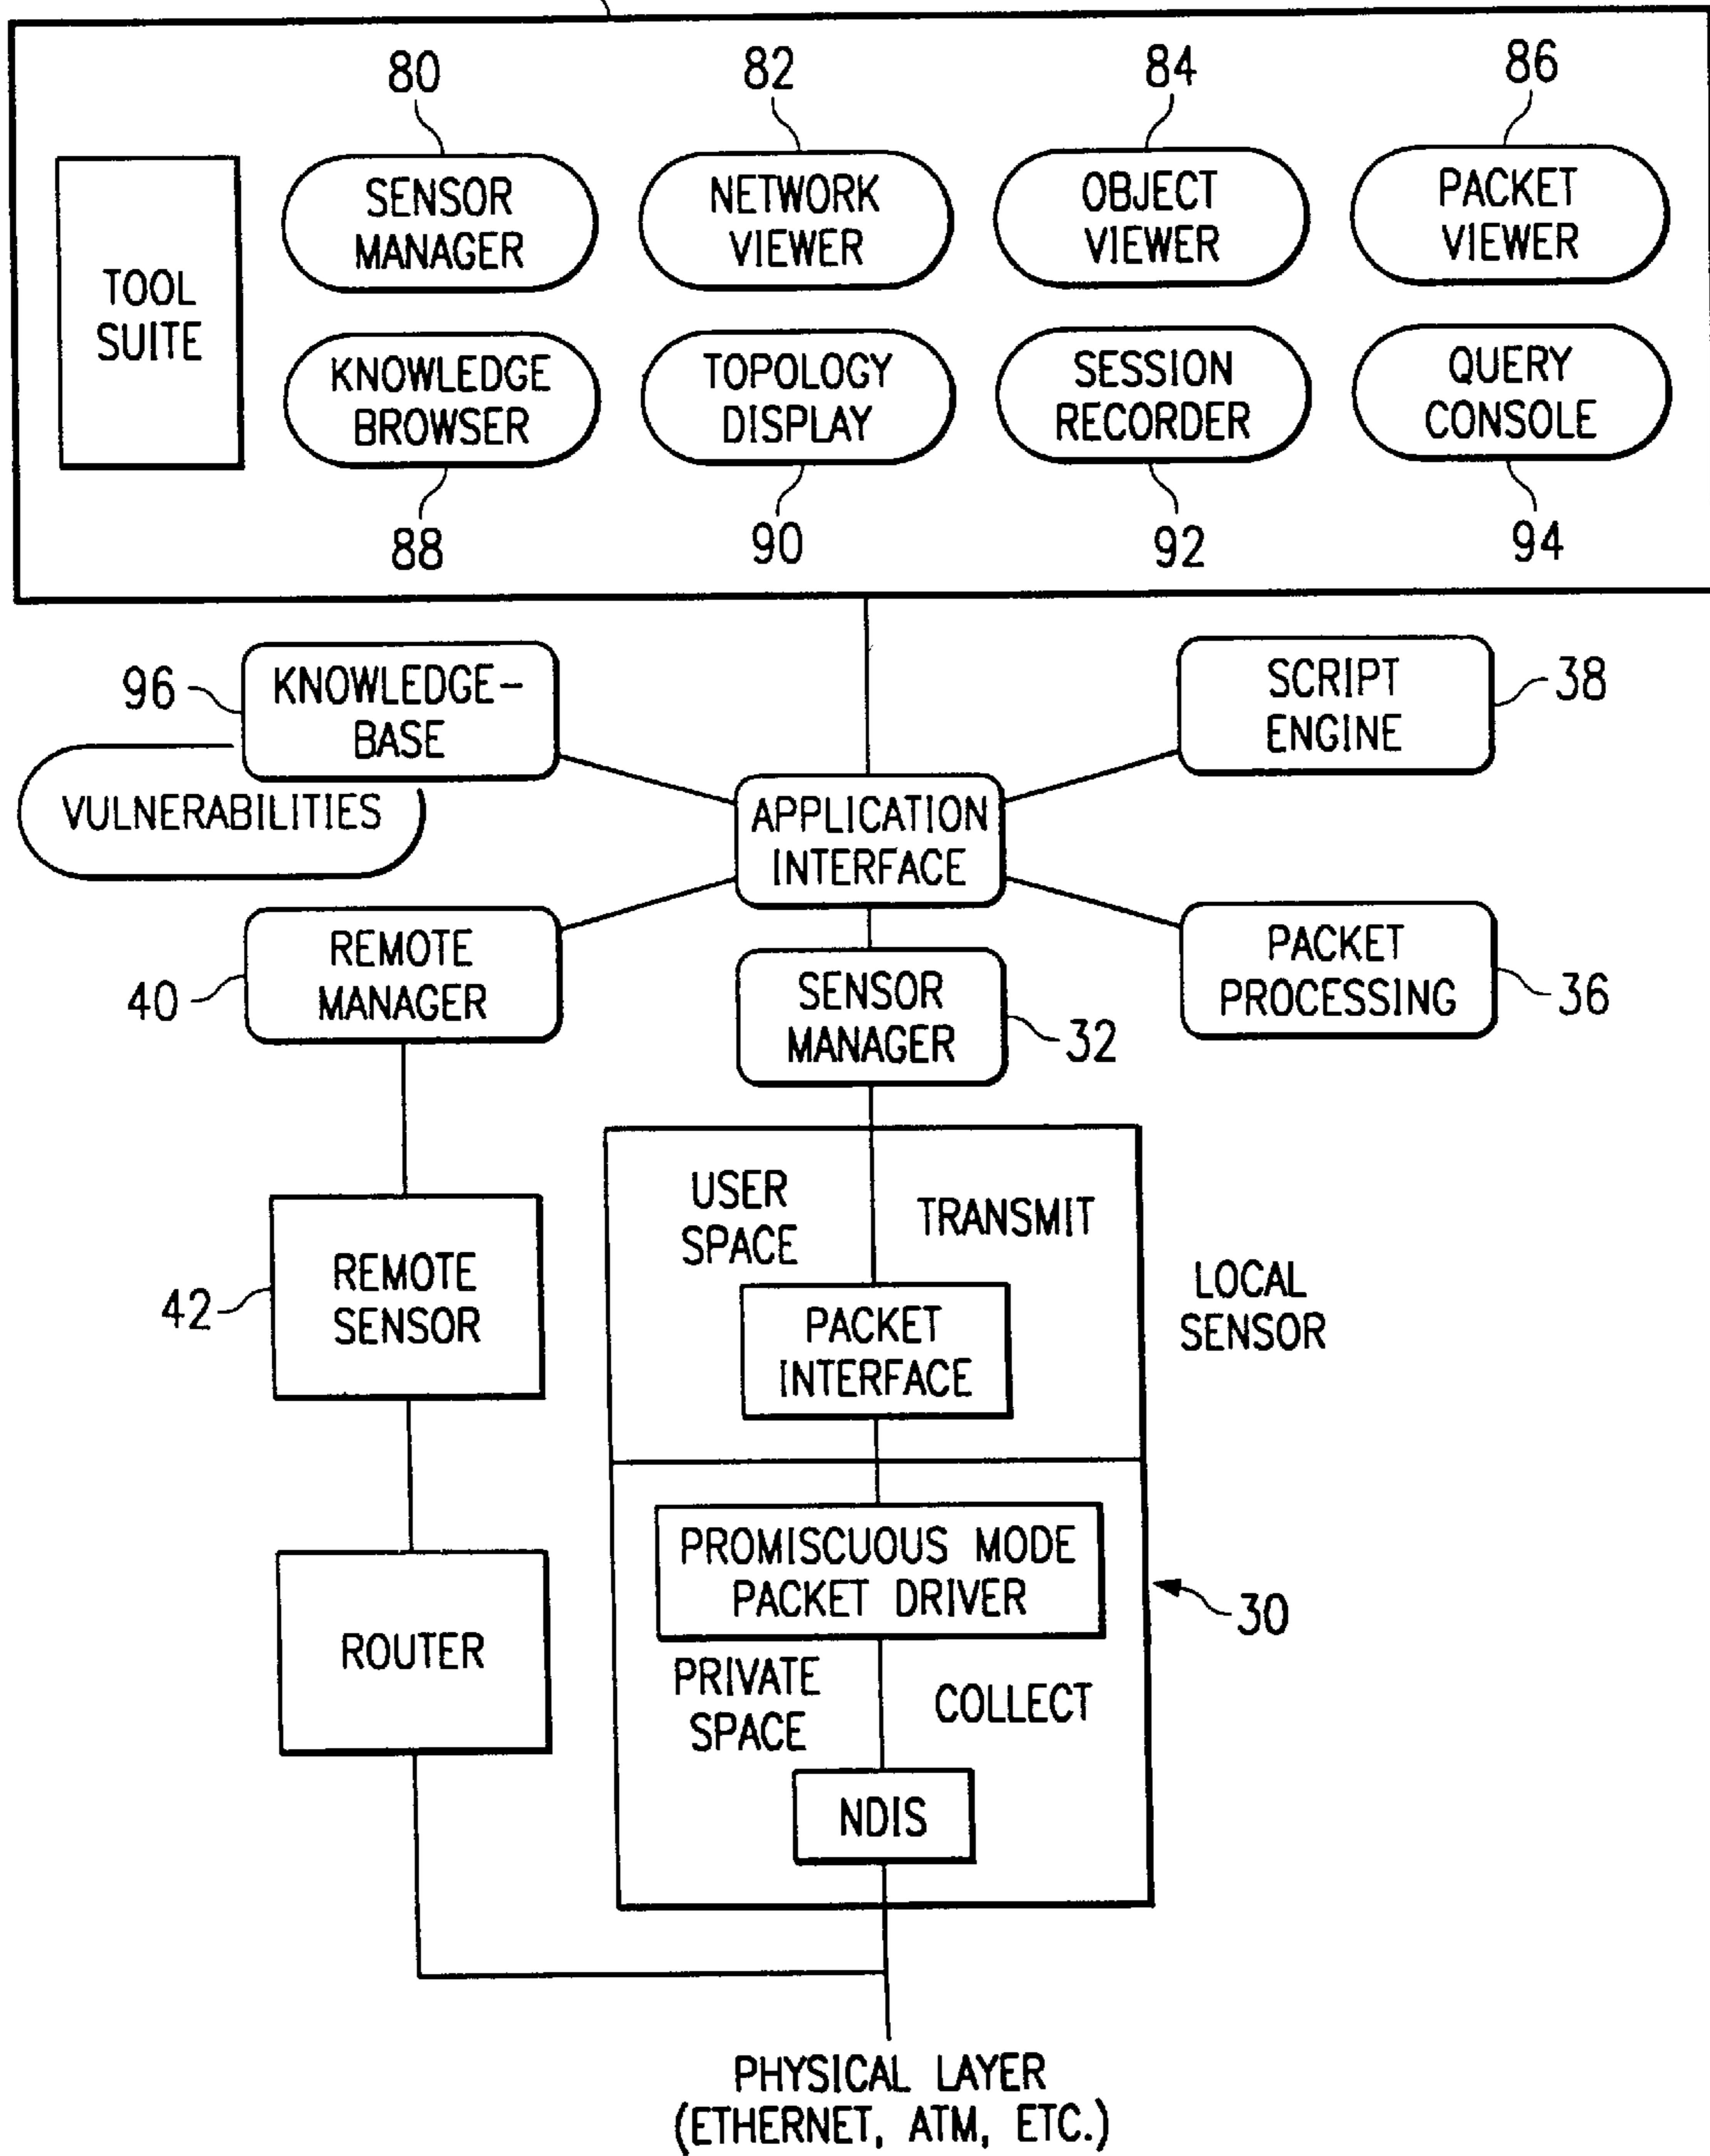 80
82
84
86
TOOL
SUITE
SENSOR
MANAGER
NETWORK
VIEWER
OBJECT
VIEWER
PACKET
VIEWER
KNOWLEDGE
BROWSER
TOPOLOGY
DISPLAY
SESSION
RECORDER
QUERY
CONSOLE
88
90
92
94
96
KNOWLEDGE-
BASE
SCRIPT
ENGINE
38
VULNERABILITIES
APPLICATION
INTERFACE
40
REMOTE
MANAGER
SENSOR
MANAGER
32
PACKET
PROCESSING
36
USER
SPACE
TRANSMIT
42
REMOTE
SENSOR
LOCAL
SENSOR
PACKET
INTERFACE
PROMISCUOUS MODE
PACKET DRIVER
30
ROUTER
PRIVATE
SPACE
COLLECT
NDIS
PHYSICAL LAYER
(ETHERNET, ATM, ETC.)